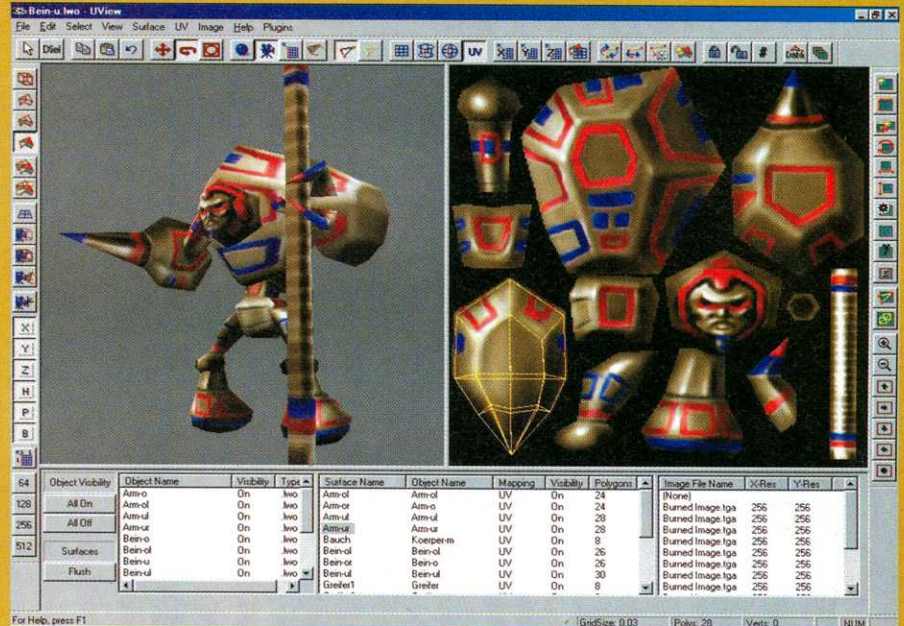 Bein-u.lwo - UView
File Edit Select View Surface UV Image Help Plugins
DSel UV # Data
X
Y
Z
H
P
B
64
128
256
512
Object Visibility
All On
All Off
Surfaces
Flush
Object Name Visibility Type
Arm-o On .lwo
Arm-ol On .lwo
Arm-ul On .lwo
Arm-ur On .lwo
Bein-o On .lwo
Bein-ol On .lwo
Bein-u On .lwo
Bein-ul On .lwo
Surface Name Object Name Mapping Visibility Polygons
Arm-ol Arm-ol UV On 24
Arm-or Arm-o UV On 24
Arm-ul Arm-ul UV On 28
Arm-ur Arm-ur UV On 28
Bauch Koerper-m UV On 8
Bein-ol Bein-ol UV On 26
Bein-or Bein-o UV On 26
Bein-ul Bein-ul UV On 30
Greifer1 Greifer UV On 8
Image File Name X-Res Y-Res
(None)
Burned Image.tga 256 256
Burned Image.tga 256 256
Burned Image.tga 256 256
Burned Image.tga 256 256
Burned Image.tga 256 256
Burned Image.tga 256 256
Burned Image.tga 256 256
Burned Image.tga 256 256
For Help, press F1
GridSize: 0.03 Polys: 28 Verts: 0 NUM